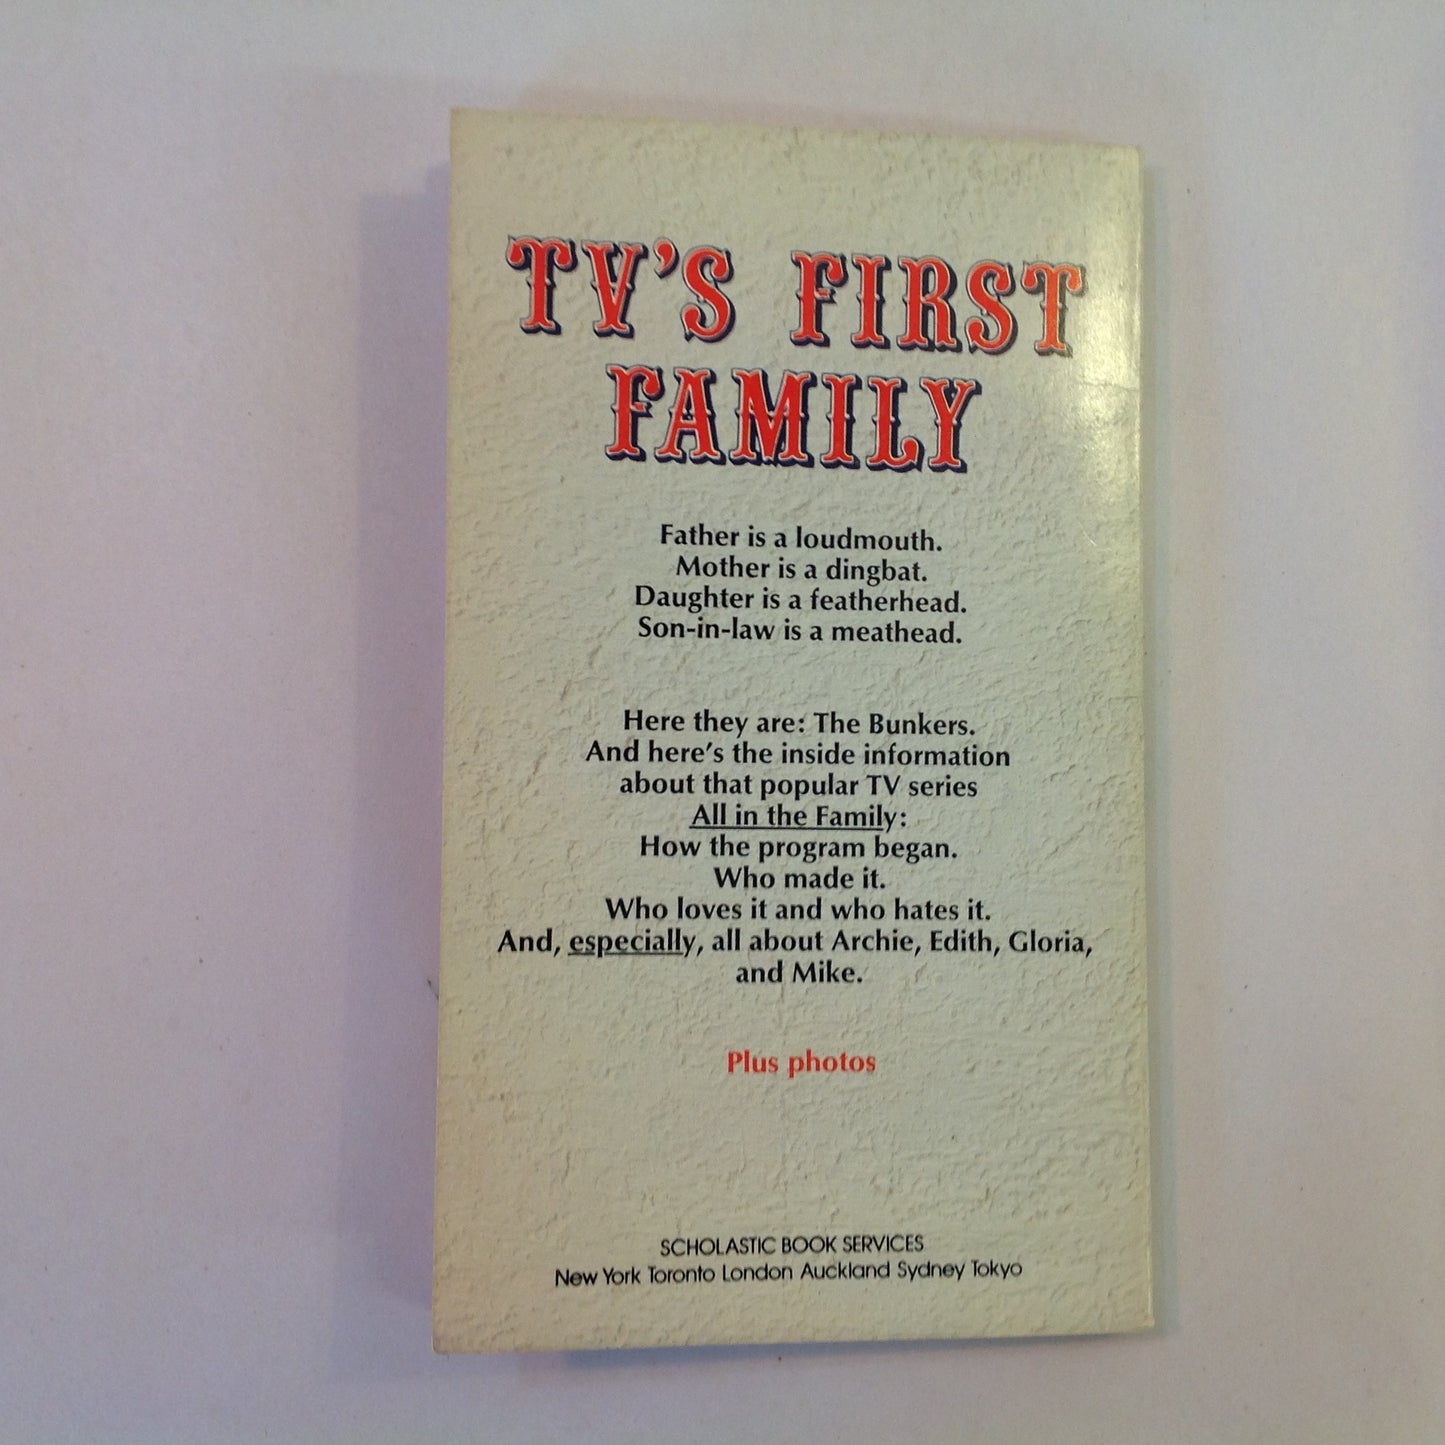 TV'S FIRST
FAMILY
Father is a loudmouth.
Mother is a dingbat.
Daughter is a featherhead.
Son-in-law is a meathead.
Here they are: The Bunkers.
And here's the inside information
about that popular TV series
All in the Family:
How the program began.
Who made it.
Who loves it and who hates it.
And, especially, all about Archie, Edith, Gloria,
and Mike.
Plus photos
SCHOLASTIC BOOK SERVICES
New York Toronto London Auckland Sydney Tokyo